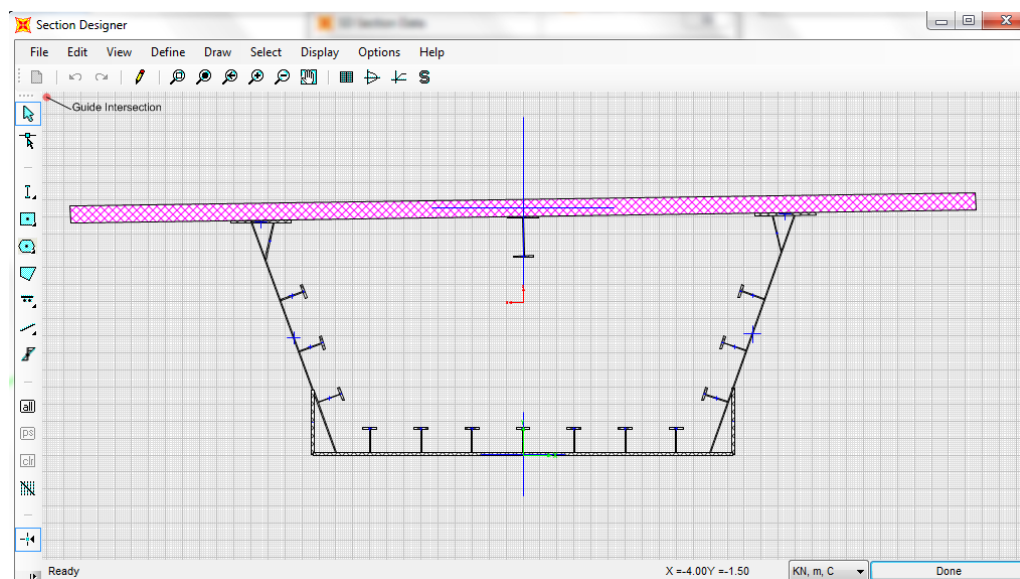 Section Designer
SD Section Data
File Edit View Define Draw Select Display Options Help
S
Guide Intersection
all
ps
clr
Ready X =-4.00Y =-1.50 KN, m, C Done